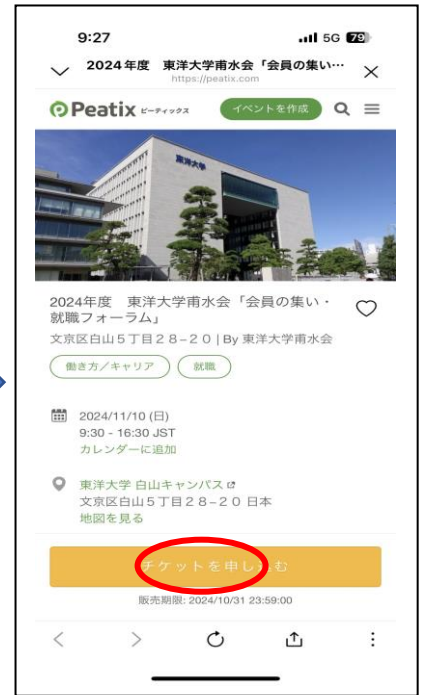 9:27
5G 79
2024年度 東洋大学甫水会「会員の集い…
https://peatix.com
Peatix ピーティックス
イベントを作成
東洋大学
2024年度 東洋大学甫水会「会員の集い・
就職フォーラム」
文京区白山5丁目28−20 | By 東洋大学甫水会
働き方／キャリア
就職
2024/11/10 (日)
9:30 - 16:30 JST
カレンダーに追加
東洋大学 白山キャンパス
文京区白山5丁目28−20 日本
地図を見る
チケットを申し込む
販売期限: 2024/10/31 23:59:00